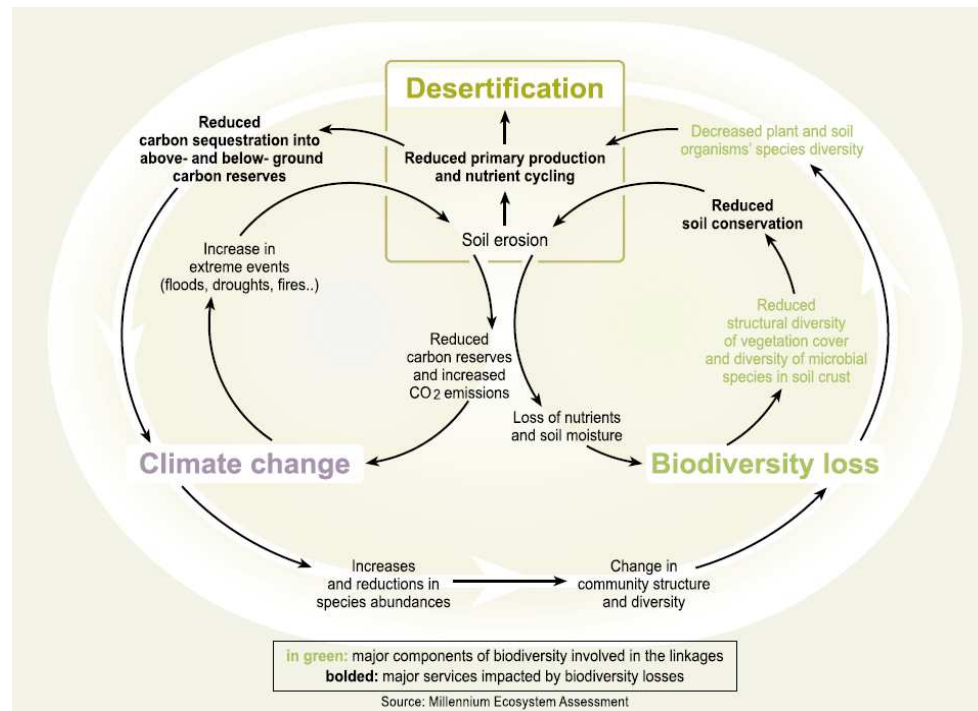 Desertification
Reduced
carbon sequestration into
above- and below- ground
carbon reserves
Reduced primary production
and nutrient cycling
Decreased plant and soil
organisms' species diversity
Reduced
soil conservation
Soil erosion
Increase in
extreme events
(floods, droughts, fires..)
Reduced
structural diversity
of vegetation cover
and diversity of microbial
species in soil crust
Reduced
carbon reserves
and increased
CO2 emissions
Loss of nutrients
and soil moisture
Climate change
Biodiversity loss
Increases
and reductions in
species abundances
Change in
community structure
and diversity
in green: major components of biodiversity involved in the linkages
bolded: major services impacted by biodiversity losses
Source: Millennium Ecosystem Assessment